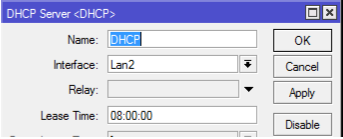 DHCP Server <DHCP>
Name: DHCP
OK
Interface: Lan2
Cancel
Relay:
Apply
Lease Time: 08:00:00
Disable